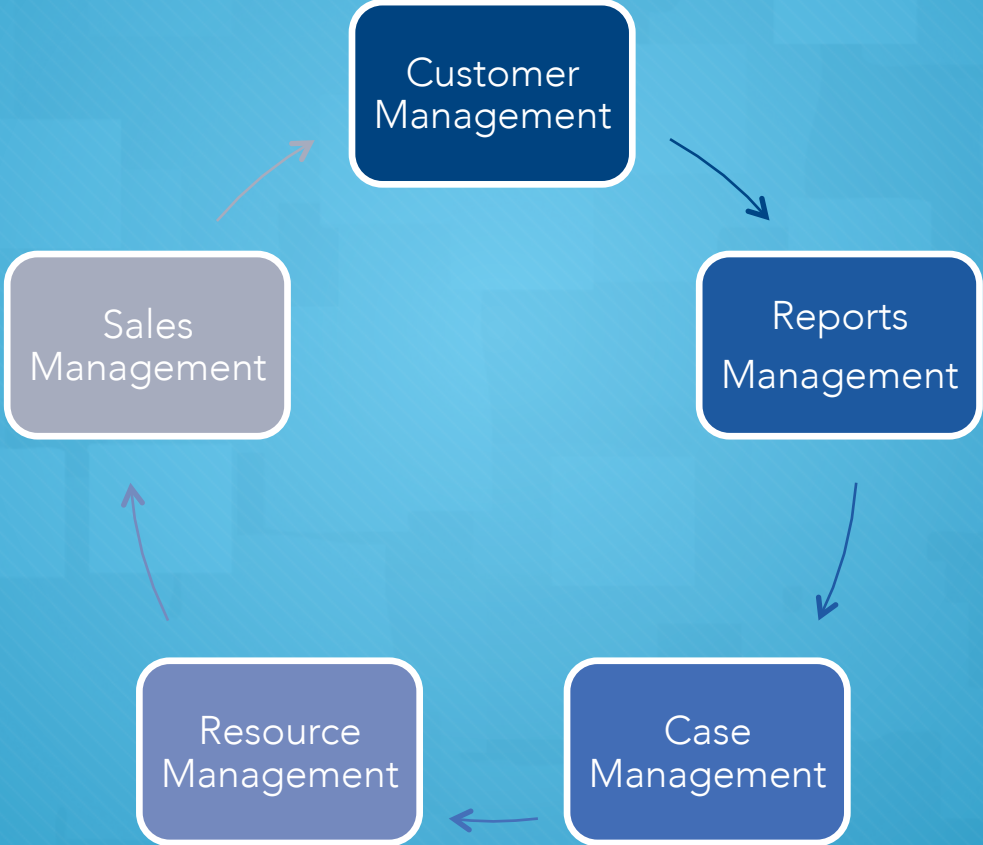 Customer
Management
Reports
Management
Case
Management
Resource
Management
Sales
Management